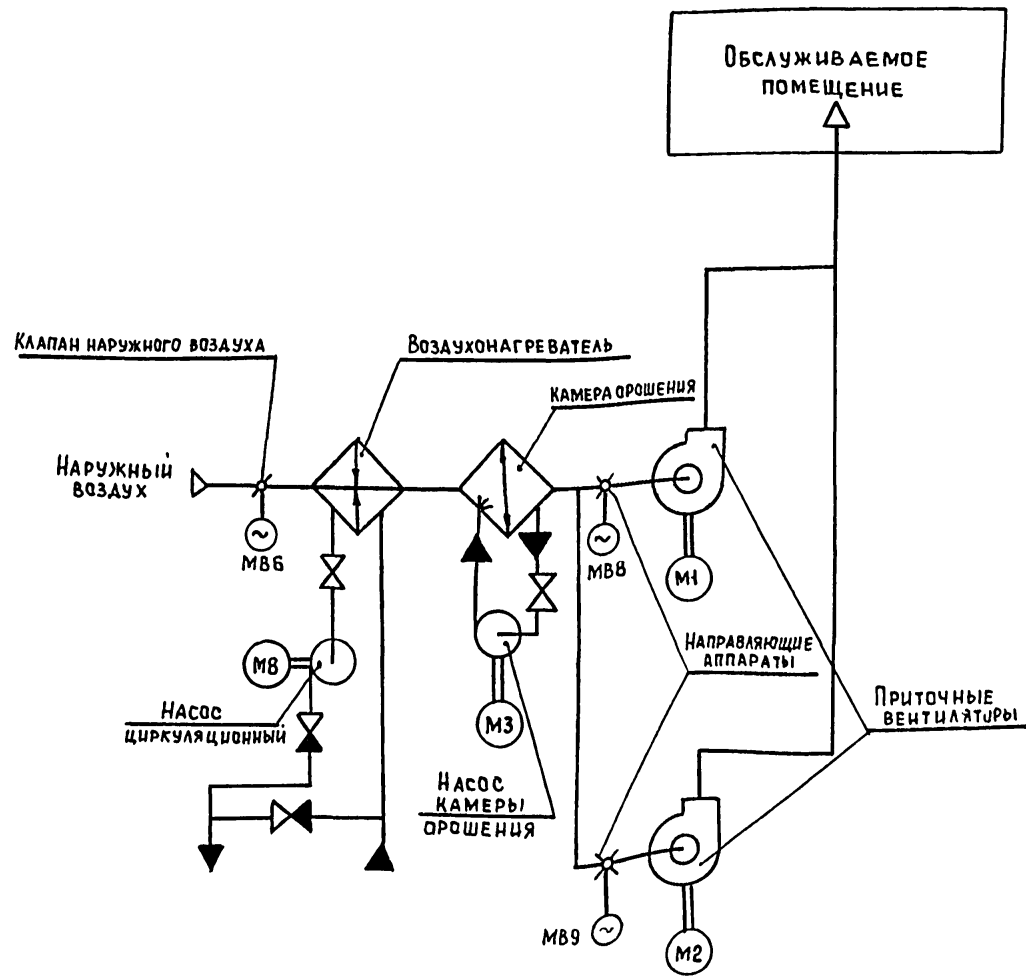 Обслуживаемое
помещение
Клапан наружного воздуха
Воздухонагреватель
камера орошения
Наружный
воздух
~
МВ6
~
МВ8
М1
М8
Насос
циркуляционный
М3
Направляющие
аппараты
Приточные
вентиляторы
Насос
камеры
орошения
МВ9
~
М2